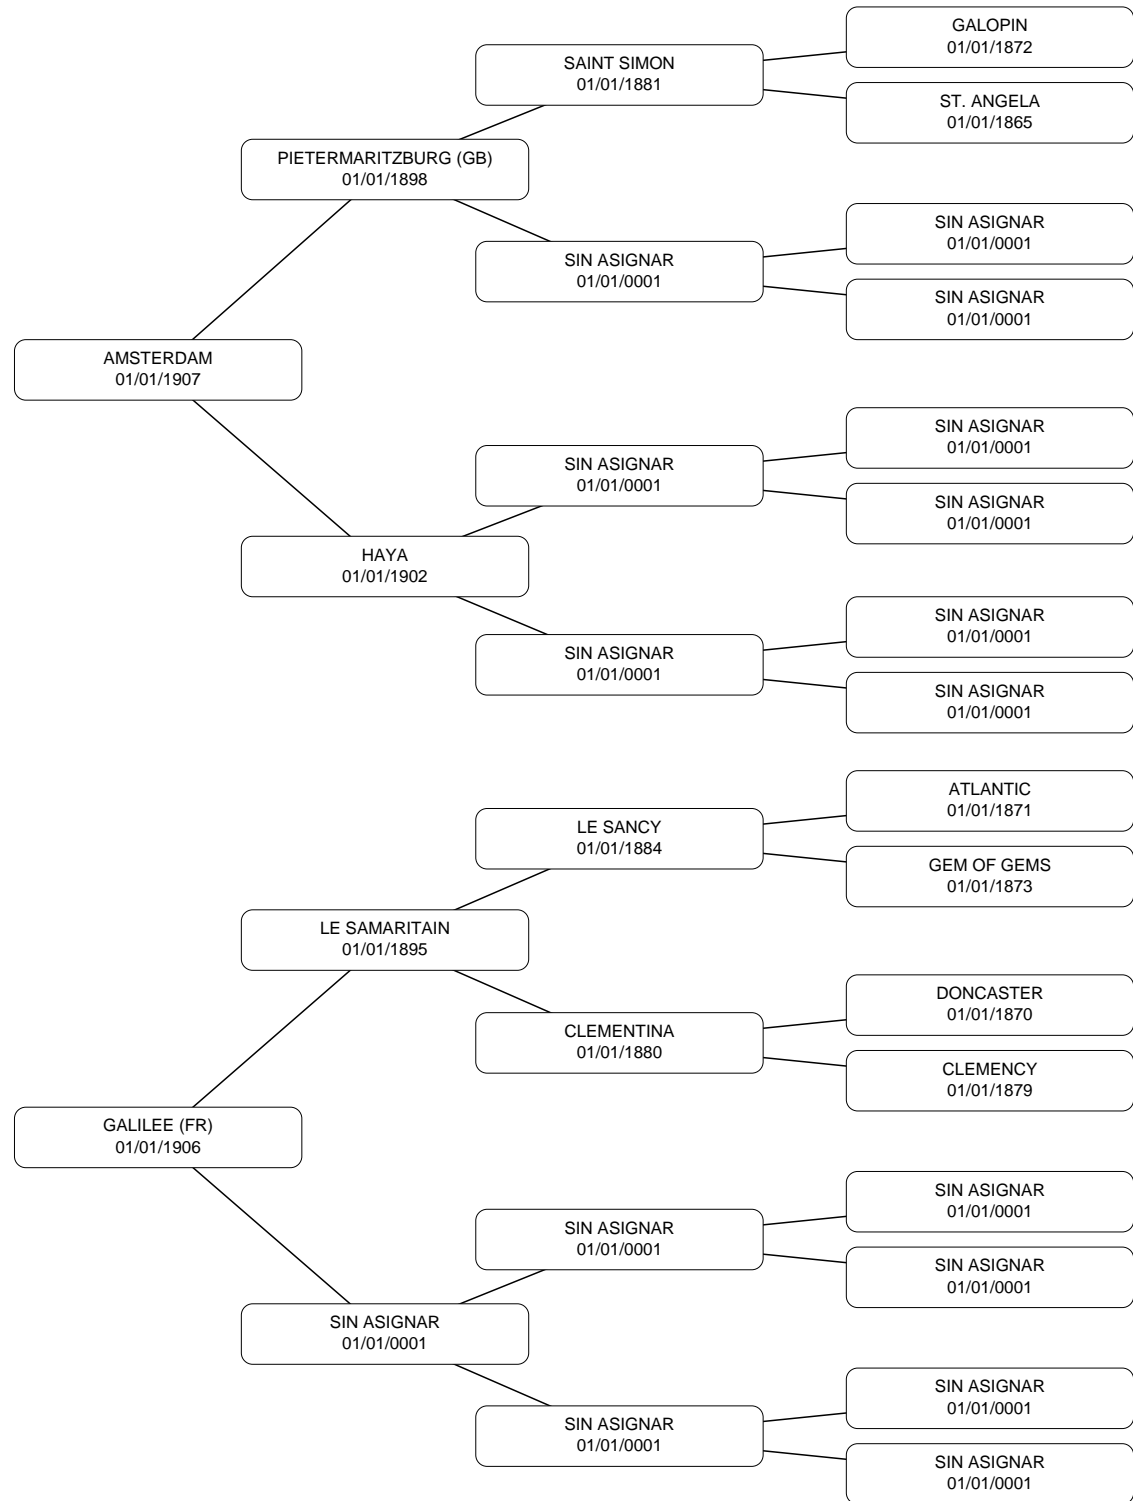 GALOPIN
01/01/1872
SAINT SIMON
01/01/1881
ST. ANGELA
01/01/1865
PIETERMARITZBURG (GB)
01/01/1898
SIN ASIGNAR
01/01/0001
SIN ASIGNAR
01/01/0001
SIN ASIGNAR
01/01/0001
AMSTERDAM
01/01/1907
SIN ASIGNAR
01/01/0001
SIN ASIGNAR
01/01/0001
SIN ASIGNAR
01/01/0001
HAYA
01/01/1902
SIN ASIGNAR
01/01/0001
SIN ASIGNAR
01/01/0001
SIN ASIGNAR
01/01/0001
ATLANTIC
01/01/1871
LE SANCY
01/01/1884
GEM OF GEMS
01/01/1873
LE SAMARITAIN
01/01/1895
DONCASTER
01/01/1870
CLEMENTINA
01/01/1880
CLEMENCY
01/01/1879
GALILEE (FR)
01/01/1906
SIN ASIGNAR
01/01/0001
SIN ASIGNAR
01/01/0001
SIN ASIGNAR
01/01/0001
SIN ASIGNAR
01/01/0001
SIN ASIGNAR
01/01/0001
SIN ASIGNAR
01/01/0001
SIN ASIGNAR
01/01/0001